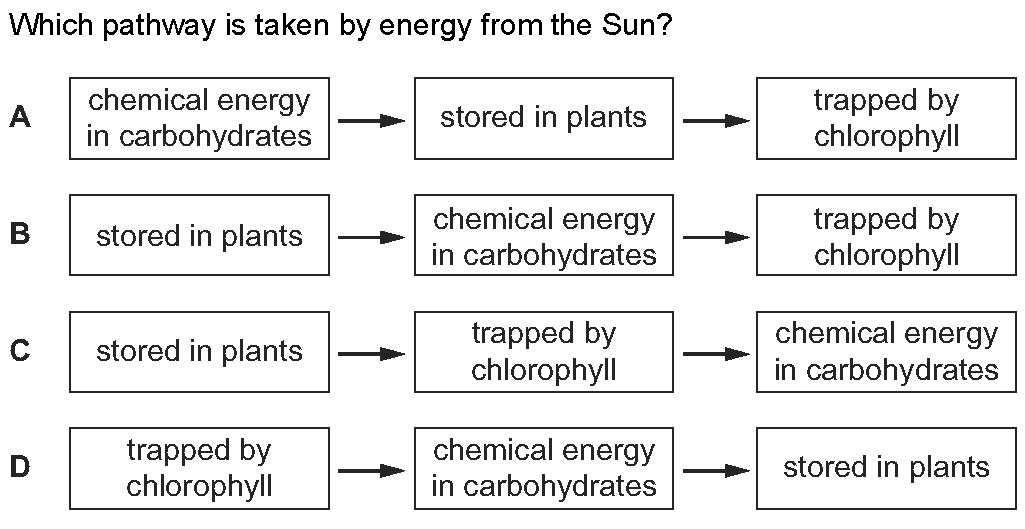 Which pathway is taken by energy from the Sun?
A
chemical energy
in carbohydrates
stored in plants
trapped by
chlorophyll
B
stored in plants
chemical energy
in carbohydrates
trapped by
chlorophyll
C
stored in plants
trapped by
chlorophyll
chemical energy
in carbohydrates
D
trapped by
chlorophyll
chemical energy
in carbohydrates
stored in plants